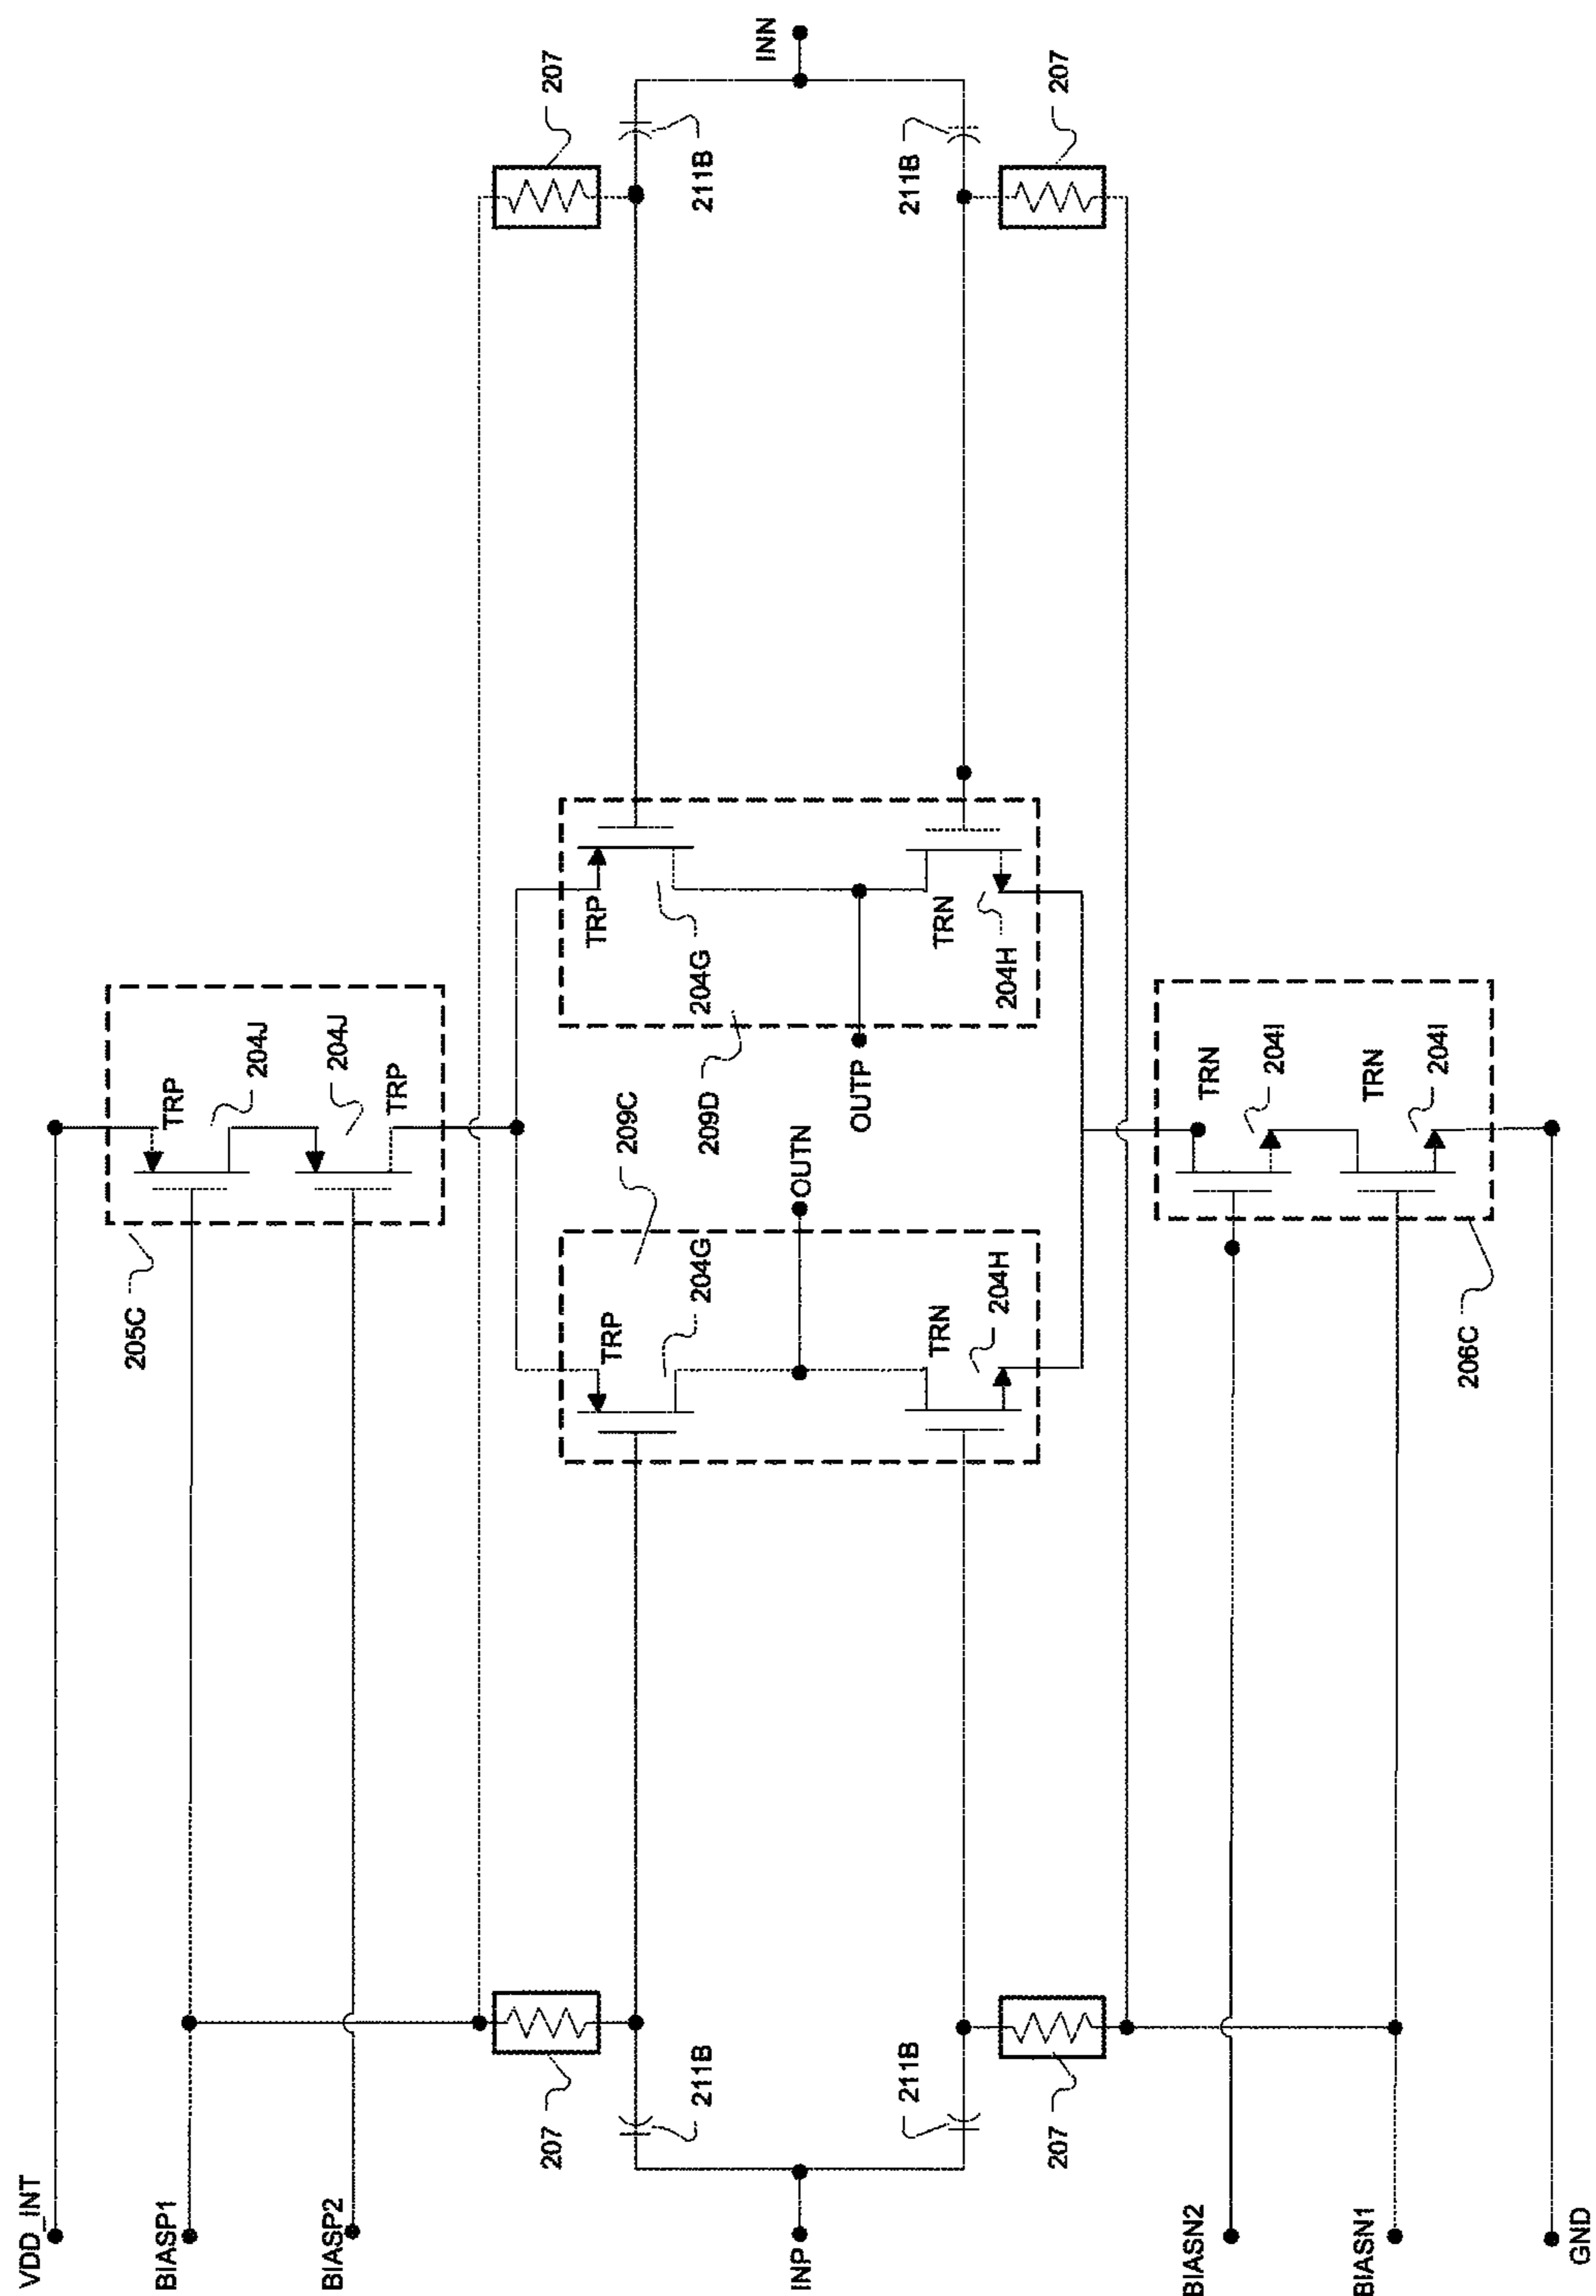 VDD_INT
BIASP1
BIASP2
INP
BIASN2
BIASN1
GND
207
211B
211B
207
205C
TRP
204J
204J
TRP
209C
TRP
204G
OUTN
TRN
204H
209D
TRP
204G
OUTP
TRN
204H
TRN
204I
TRN
204I
206C
207
211B
211B
207
INN